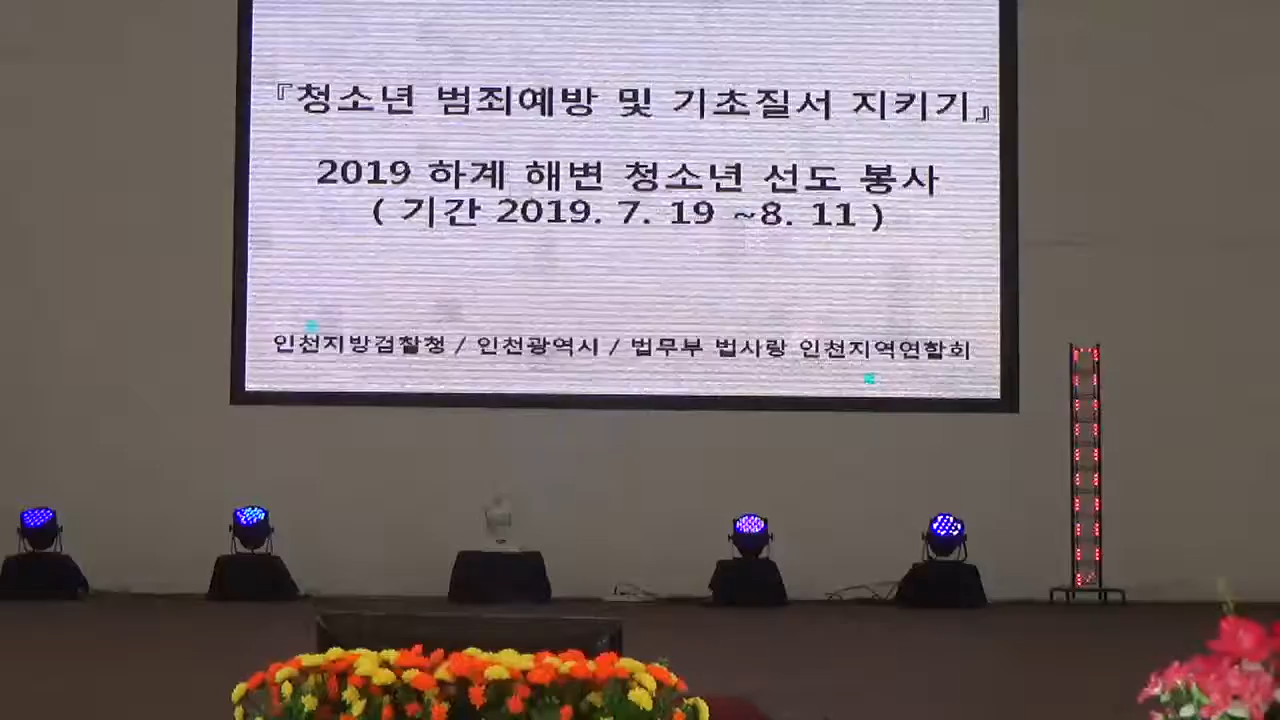 『청소년 범죄예방 및 기초질서 지키기』
2019 하계 해변 청소년 선도 봉사
( 기간 2019. 7. 19 ~8. 11 )
인천지방검찰청 / 인천광역시 / 법무부 법사랑 인천지역연합회